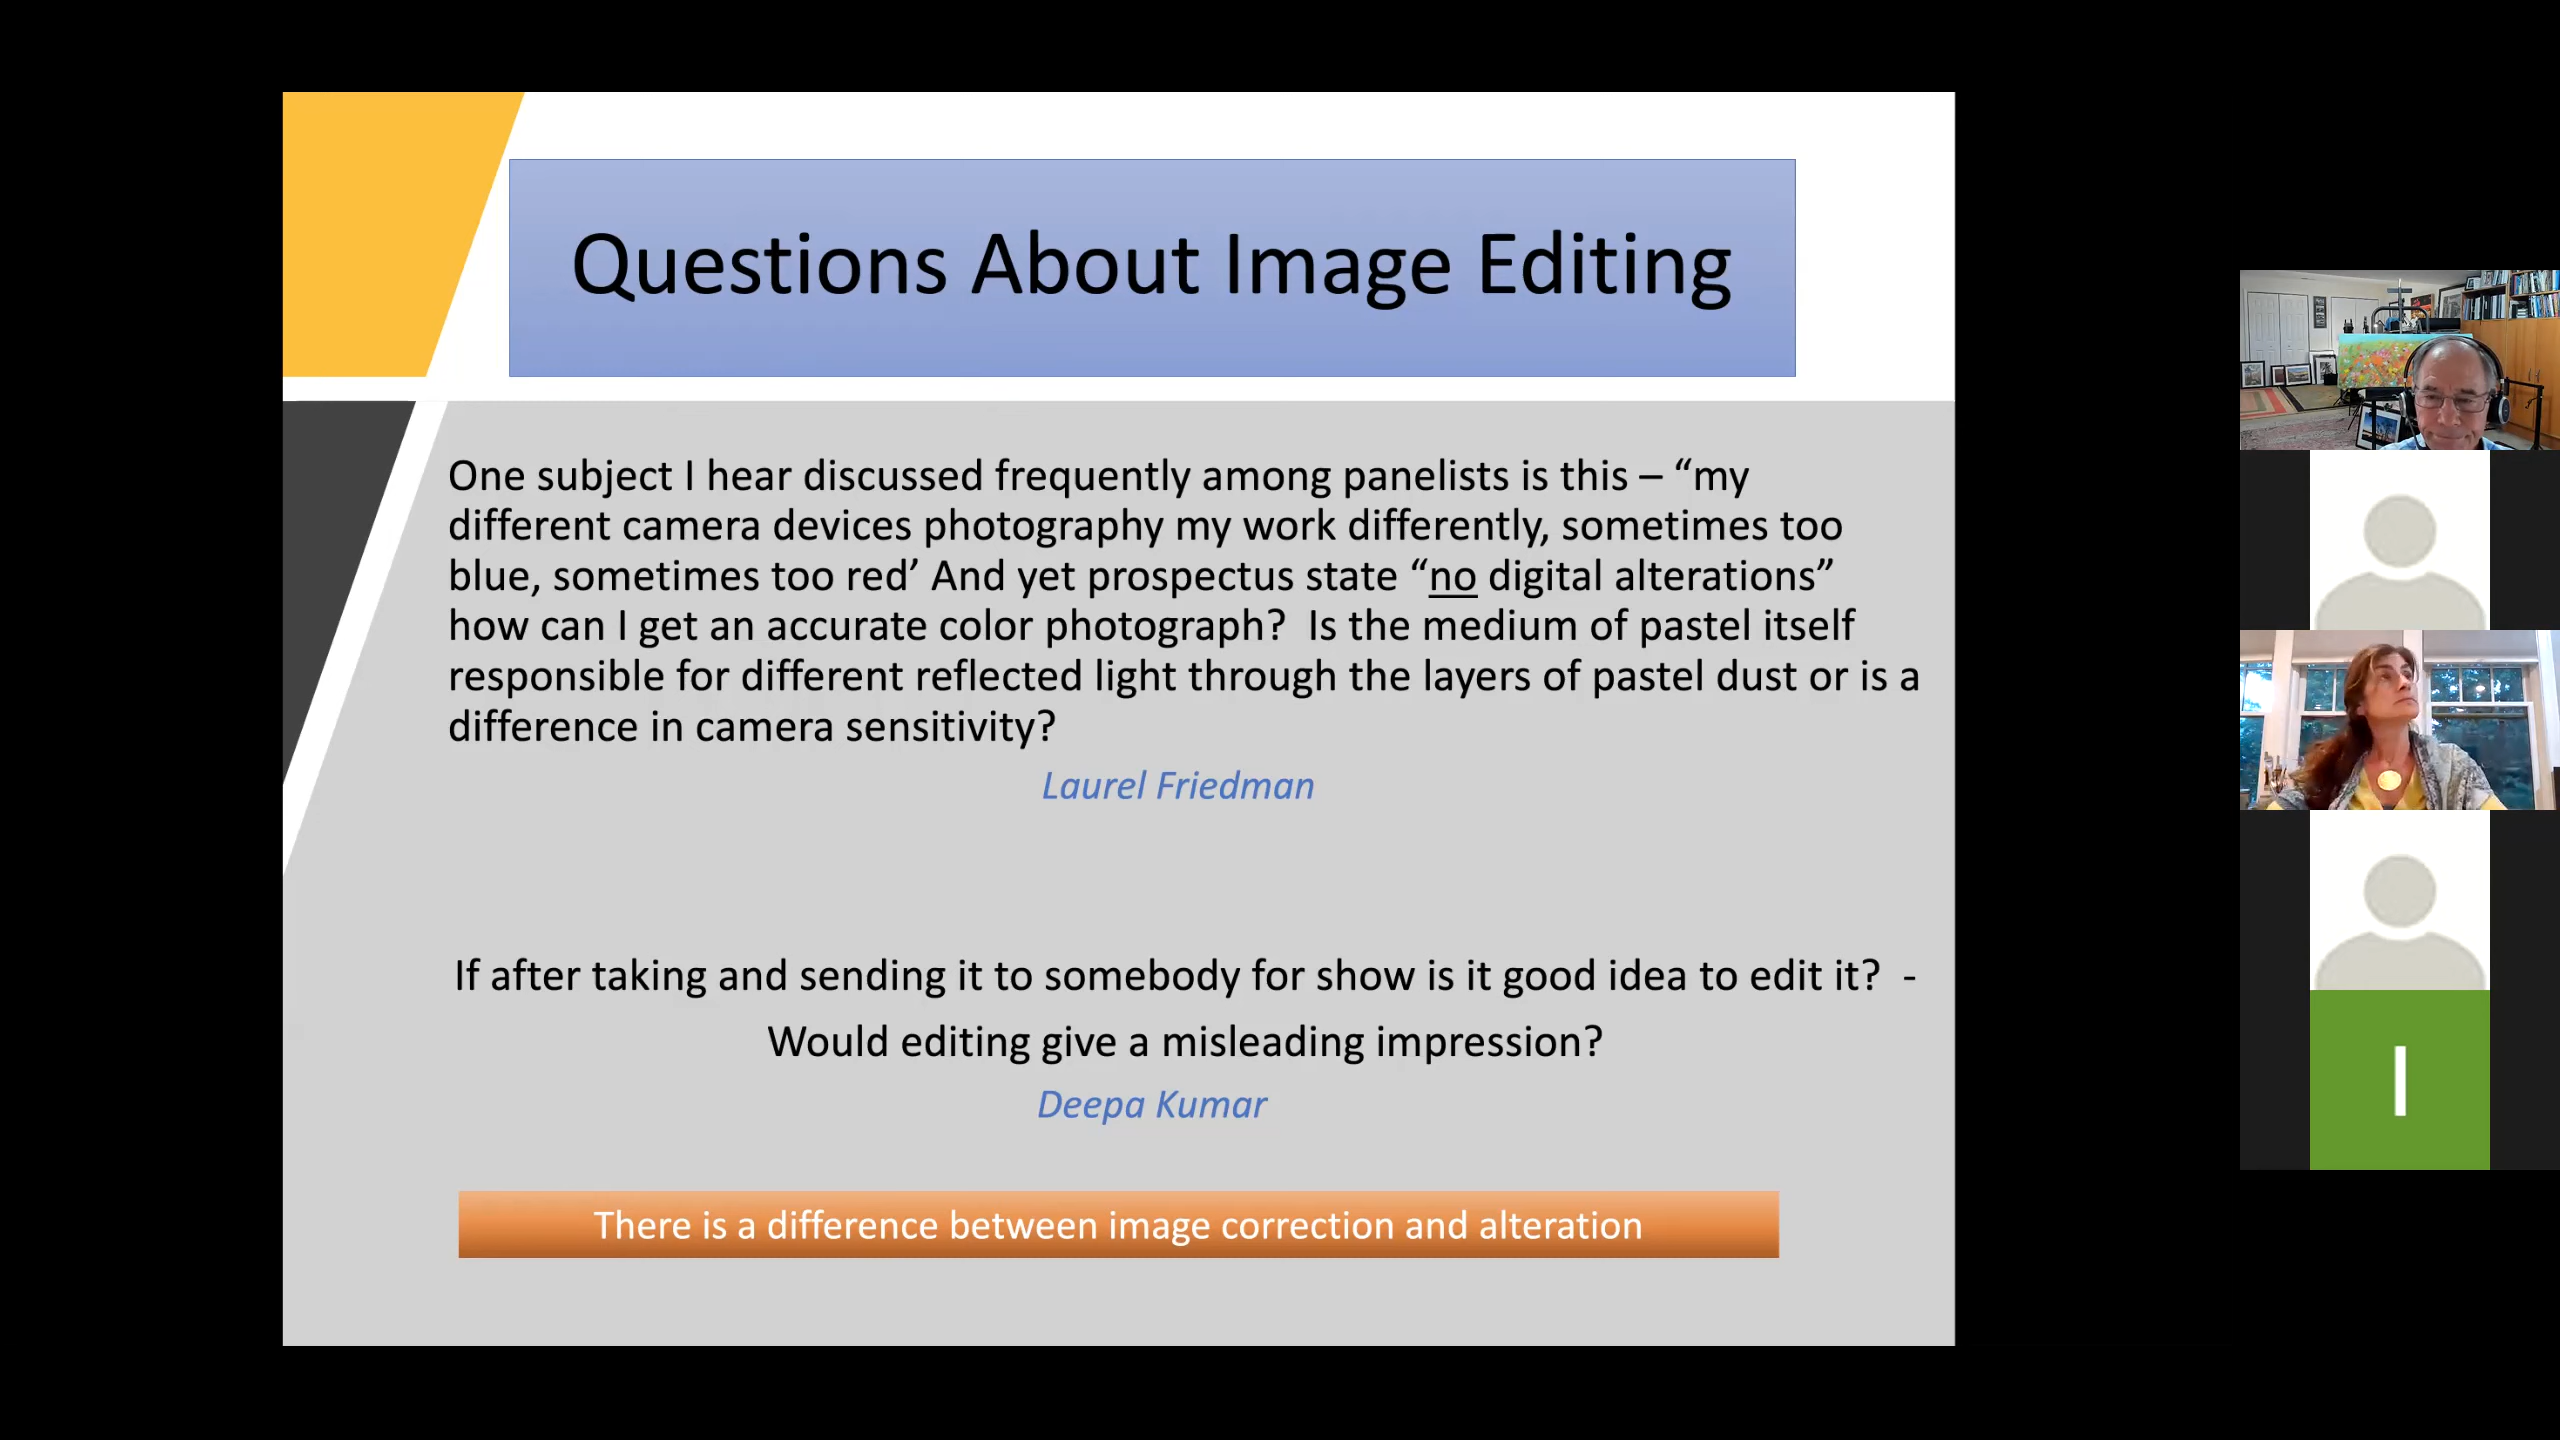 Questions About Image Editing
One subject I hear discussed frequently among panelists is this – “my
different camera devices photography my work differently, sometimes too
blue, sometimes too red’ And yet prospectus state “no digital alterations”
how can I get an accurate color photograph?  Is the medium of pastel itself
responsible for different reflected light through the layers of pastel dust or is a
difference in camera sensitivity?
Laurel Friedman
If after taking and sending it to somebody for show is it good idea to edit it?  -
Would editing give a misleading impression?
Deepa Kumar
There is a difference between image correction and alteration
I